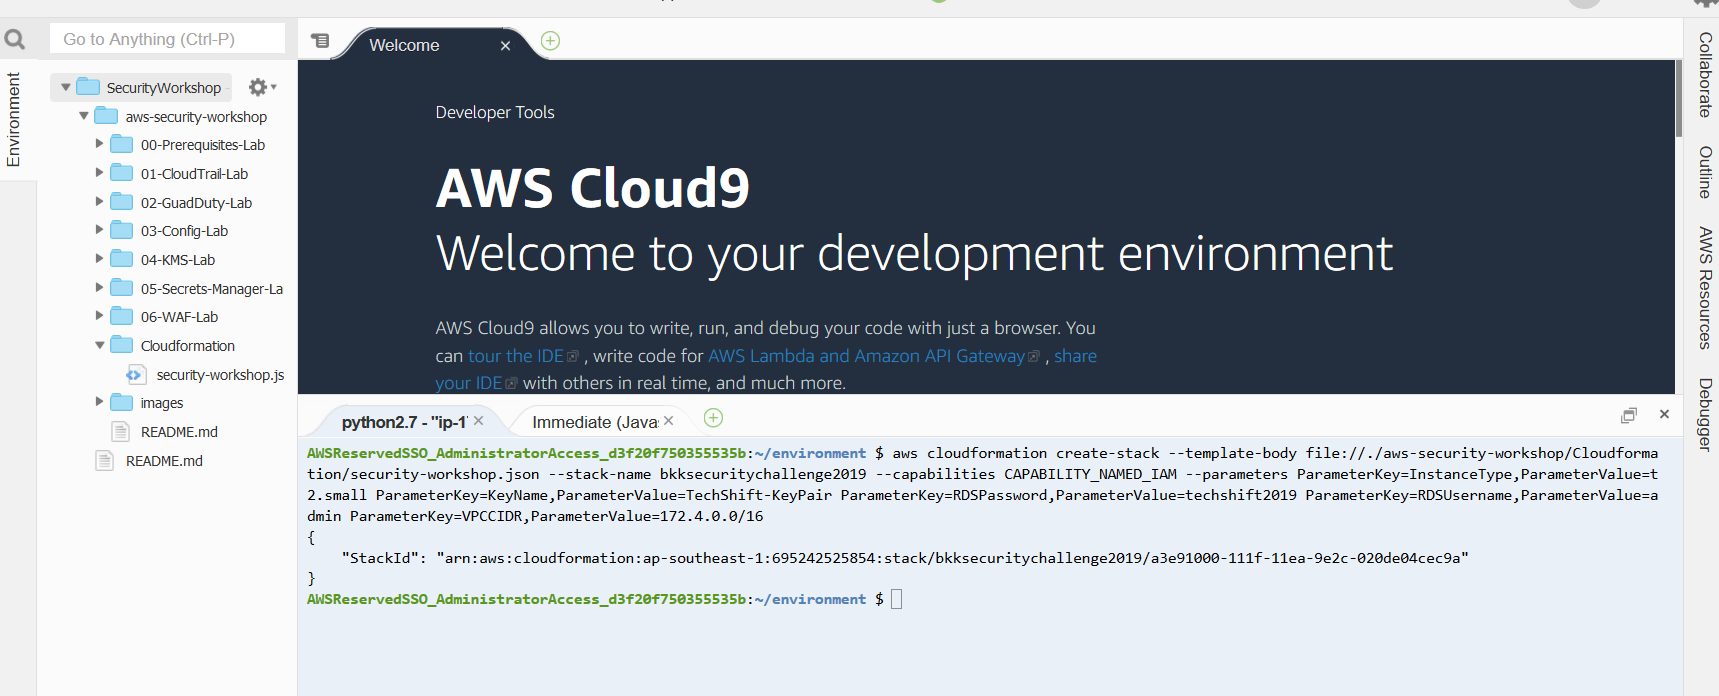 Go to Anything (Ctrl-P)
Welcome
Environment
SecurityWorkshop
aws-security-workshop
00-Prerequisites-Lab
01-CloudTrail-Lab
02-GuadDuty-Lab
03-Config-Lab
04-KMS-Lab
05-Secrets-Manager-La
06-WAF-Lab
Cloudformation
security-workshop.js
images
README.md
README.md
Developer Tools
AWS Cloud9
Welcome to your development environment
AWS Cloud9 allows you to write, run, and debug your code with just a browser. You
can tour the IDE , write code for AWS Lambda and Amazon API Gateway , share
your IDE with others in real time, and much more.
python2.7 - "ip-1
Immediate (Javas
AWSReservedSSO_AdministratorAccess_d3f20f750355535b:~/environment $ aws cloudformation create-stack --template-body file://./aws-security-workshop/Cloudforma
tion/security-workshop.json --stack-name bkksecuritychallenge2019 --capabilities CAPABILITY_NAMED_IAM --parameters ParameterKey=InstanceType,ParameterValue=t
2.small ParameterKey=KeyName,ParameterValue=TechShift-KeyPair ParameterKey=RDSPassword,ParameterValue=techshift2019 ParameterKey=RDSUsername,ParameterValue=a
dmin ParameterKey=VPCCIDR,ParameterValue=172.4.0.0/16
{
"StackId": "arn:aws:cloudformation:ap-southeast-1:695242525854:stack/bkksecuritychallenge2019/a3e91000-111f-11ea-9e2c-020de04cec9a"
}
AWSReservedSSO_AdministratorAccess_d3f20f750355535b:~/environment $
Collaborate
Outline
AWS Resources
Debugger